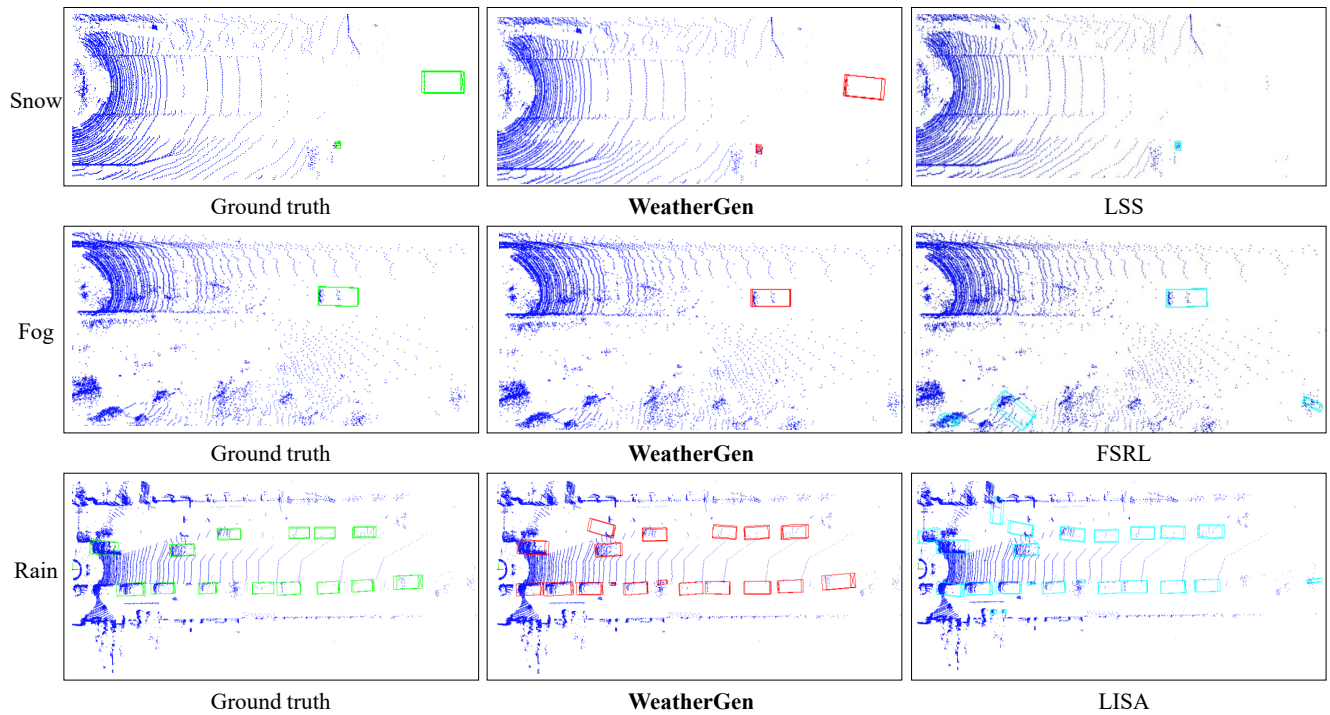 Snow
Ground truth WeatherGen LSS
Fog
Ground truth WeatherGen FSRL
Rain
Ground truth WeatherGen LISA